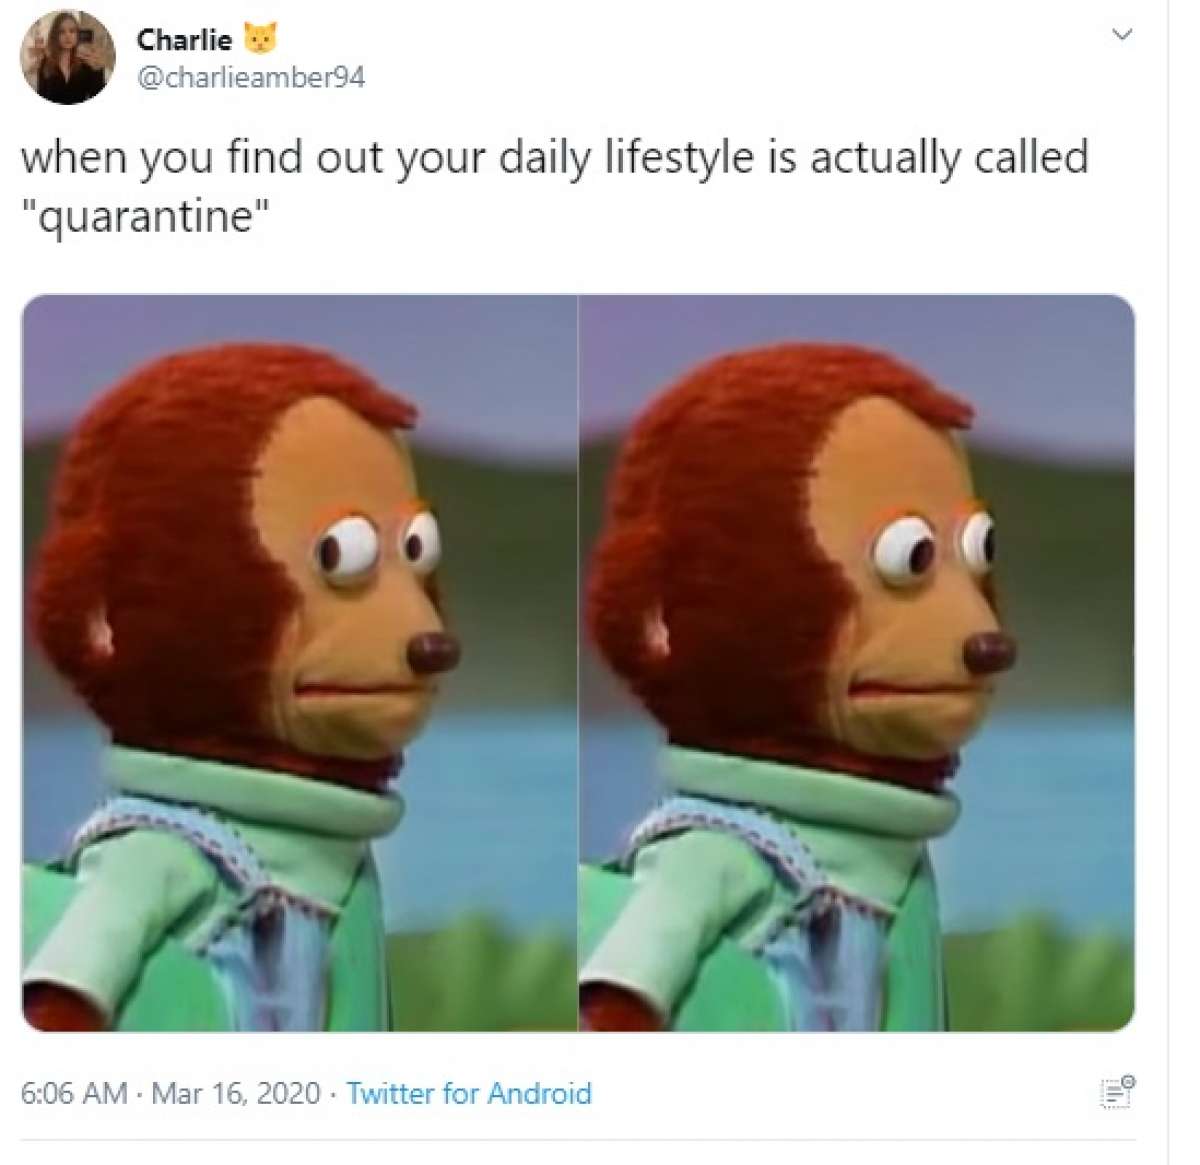 Charlie 🐱
@charlieamber94
when you find out your daily lifestyle is actually called
"quarantine"
6:06 AM · Mar 16, 2020 · Twitter for Android